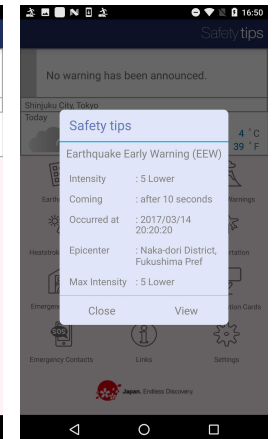 16:50
Safety tips
No warning has been announced.
Shinjuku City, Tokyo
Today
4 °C
39 °F
Safety tips
Earthquake Early Warning (EEW)
Intensity : 5 Lower
Coming : after 10 seconds
Occurred at : 2017/03/14
20:20:20
Epicenter : Naka-dori District,
Fukushima Pref
Max Intensity : 5 Lower
Close View
SOS
Emergency Contacts Links Settings
Japan. Endless Discovery.